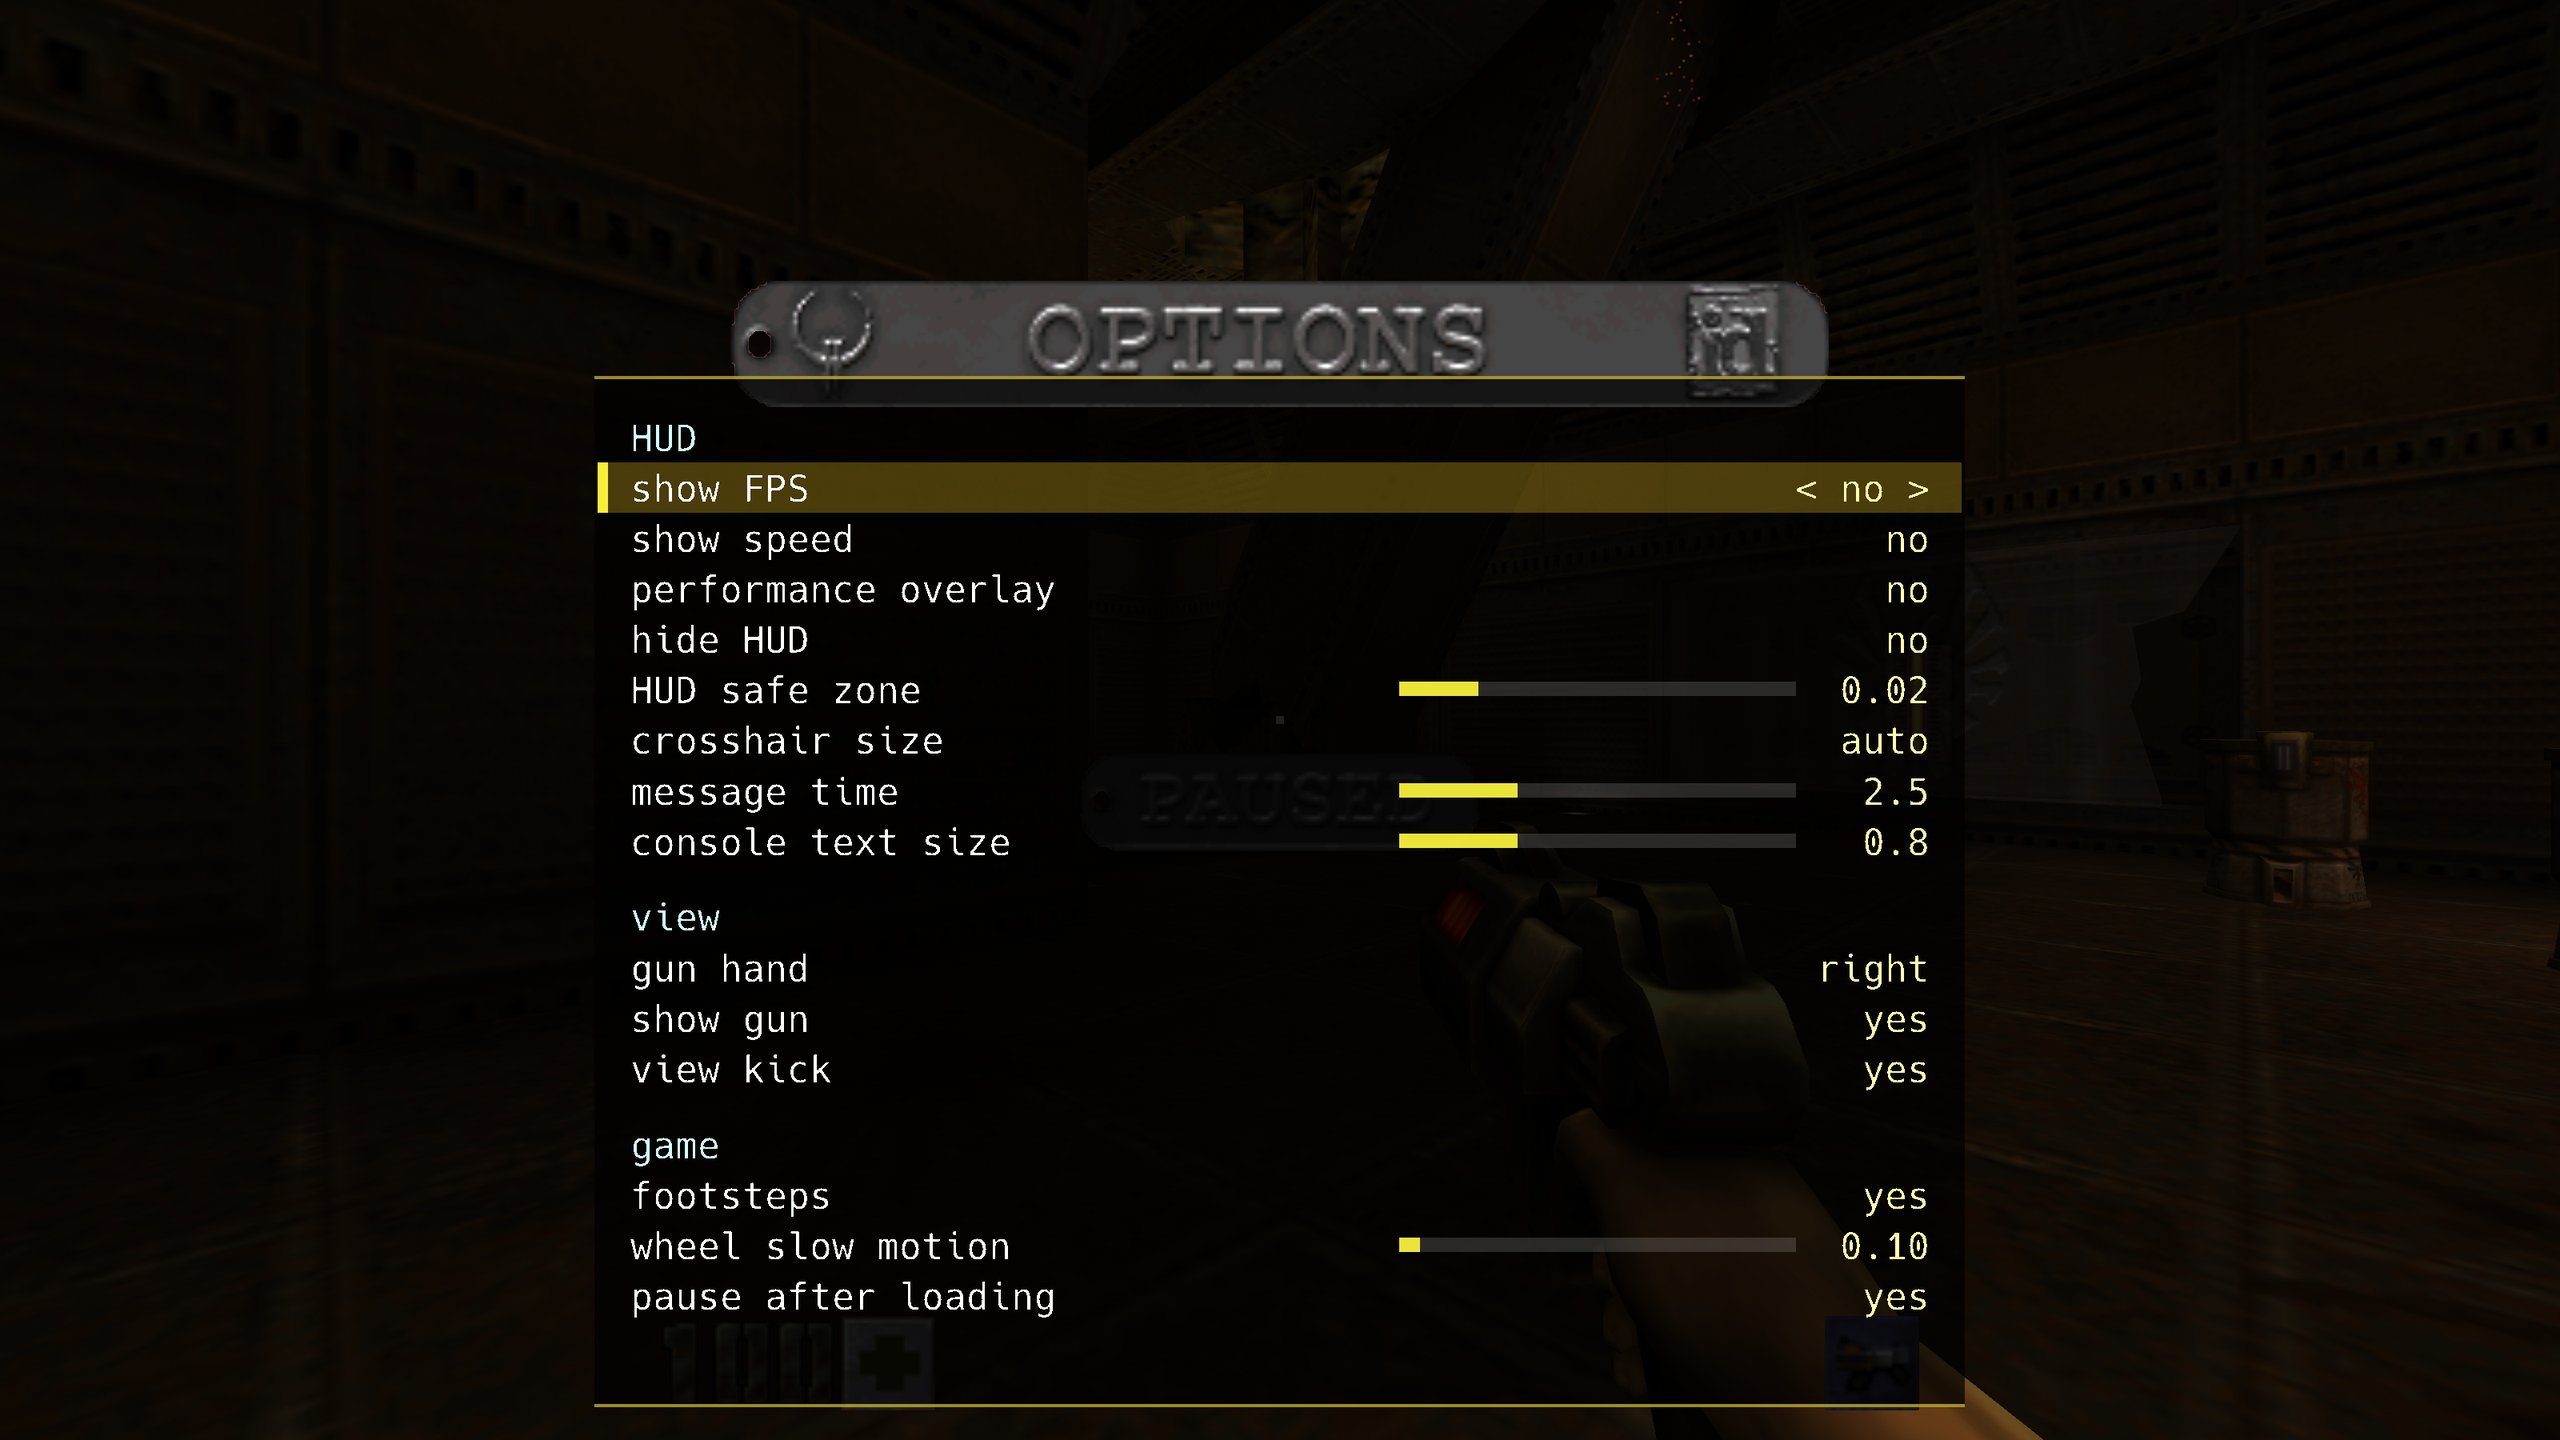 OPTIONS
HUD
show FPS < no >
show speed no
performance overlay no
hide HUD no
HUD safe zone 0.02
crosshair size auto
PAUSED
message time 2.5
console text size 0.8
view
gun hand right
show gun yes
view kick yes
game
footsteps yes
wheel slow motion 0.10
pause after loading yes
100